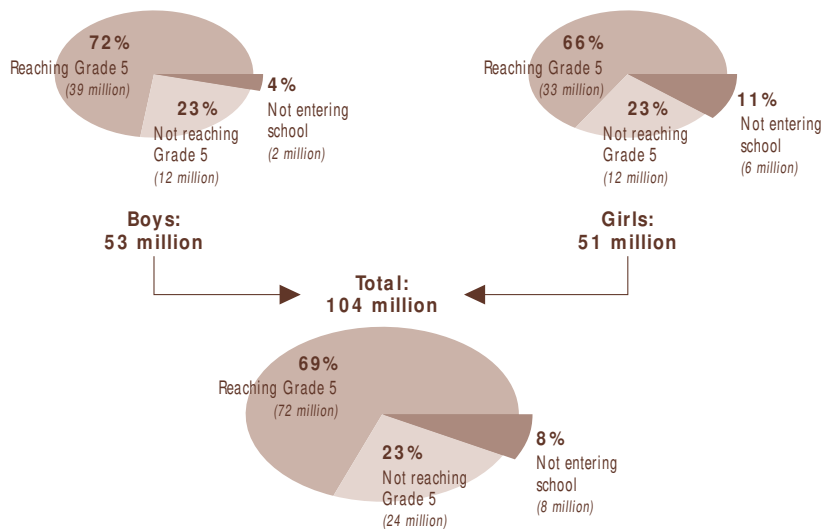 72%
Reaching Grade 5
(39 million)
4%
Not entering
school
(2 million)
23%
Not reaching
Grade 5
(12 million)
66%
Reaching Grade 5
(33 million)
11%
Not entering
school
(6 million)
23%
Not reaching
Grade 5
(12 million)
Boys:
53 million
Girls:
51 million
Total:
104 million
69%
Reaching Grade 5
(72 million)
8%
Not entering
school
(8 million)
23%
Not reaching
Grade 5
(24 million)